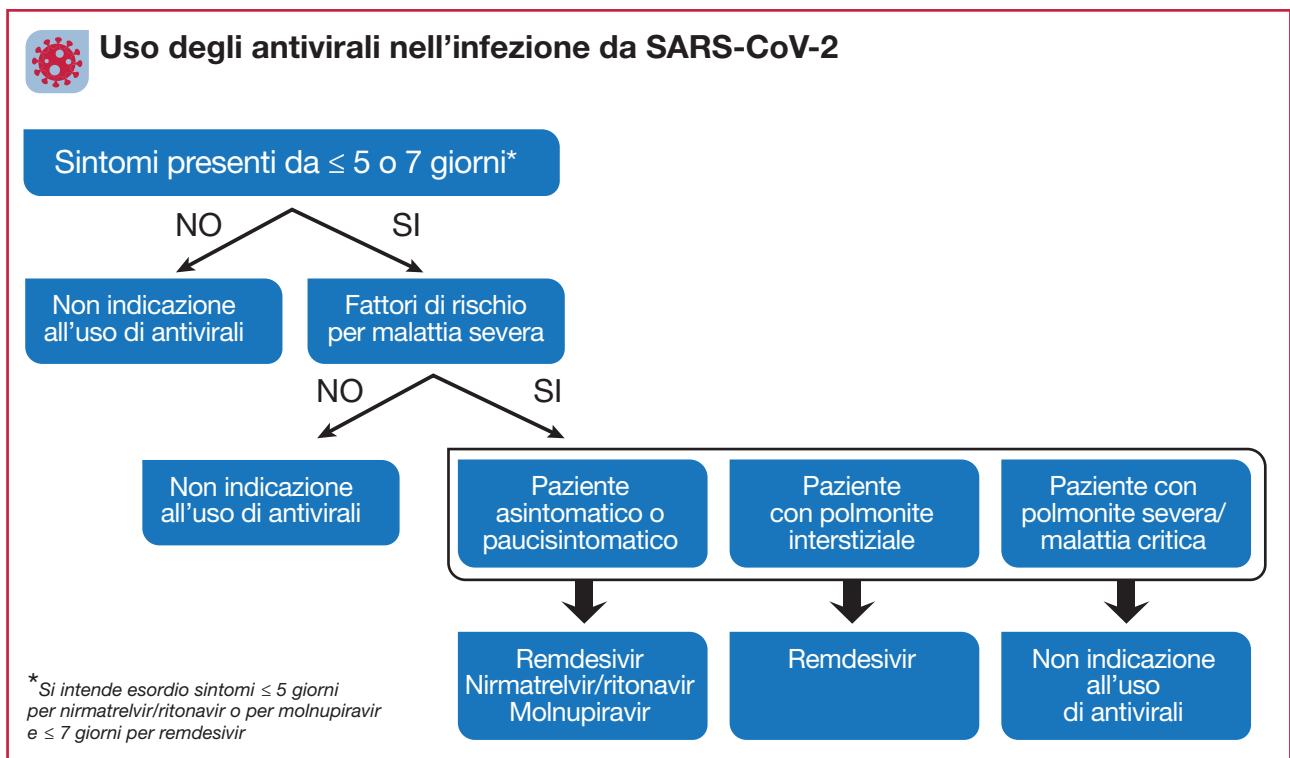 Uso degli antivirali nell’infezione da SARS-CoV-2
Sintomi presenti da ≤ 5 o 7 giorni*
NO
SI
Non indicazione
all’uso di antivirali
Fattori di rischio
per malattia severa
NO
SI
Non indicazione
all’uso di antivirali
Paziente
asintomatico o
paucisintomatico
Paziente
con polmonite
interstiziale
Paziente con
polmonite severa/
malattia critica
Remdesivir
Nirmatrelvir/ritonavir
Molnupiravir
Remdesivir
Non indicazione
all’uso
di antivirali
*Si intende esordio sintomi ≤ 5 giorni
per nirmatrelvir/ritonavir o per molnupiravir
e ≤ 7 giorni per remdesivir